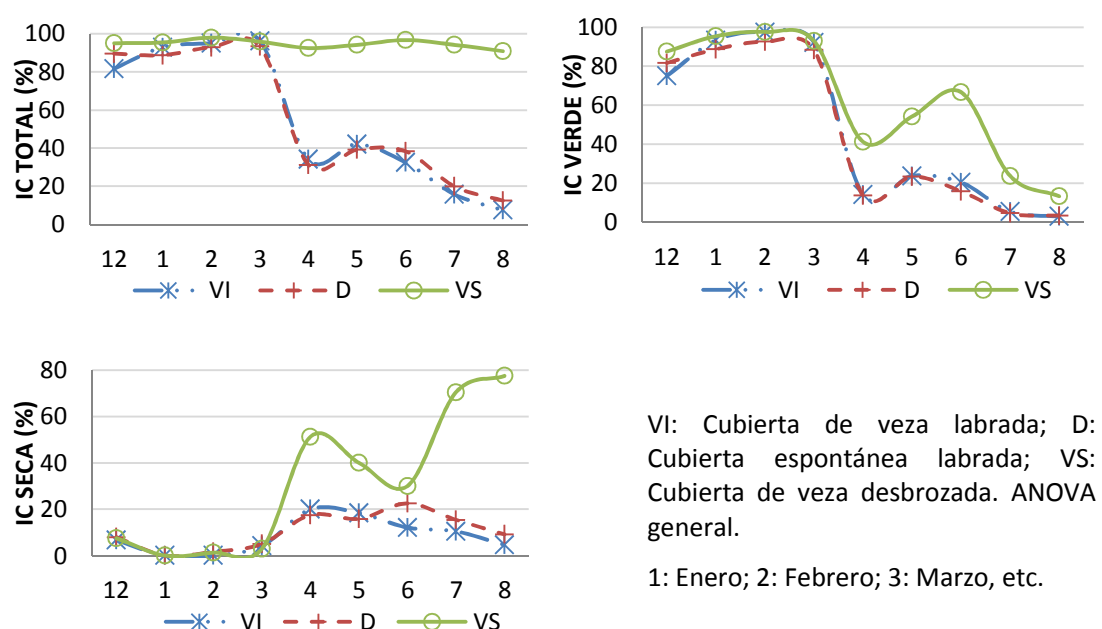 IC TOTAL (%)
100
80
60
40
20
0
12 1 2 3 4 5 6 7 8
VI D VS
IC VERDE (%)
100
80
60
40
20
0
12 1 2 3 4 5 6 7 8
VI D VS
IC SECA (%)
80
60
40
20
0
12 1 2 3 4 5 6 7 8
VI D VS
VI: Cubierta de veza labrada; D:
Cubierta espontánea labrada; VS:
Cubierta de veza desbrozada. ANOVA
general.
1: Enero; 2: Febrero; 3: Marzo, etc.